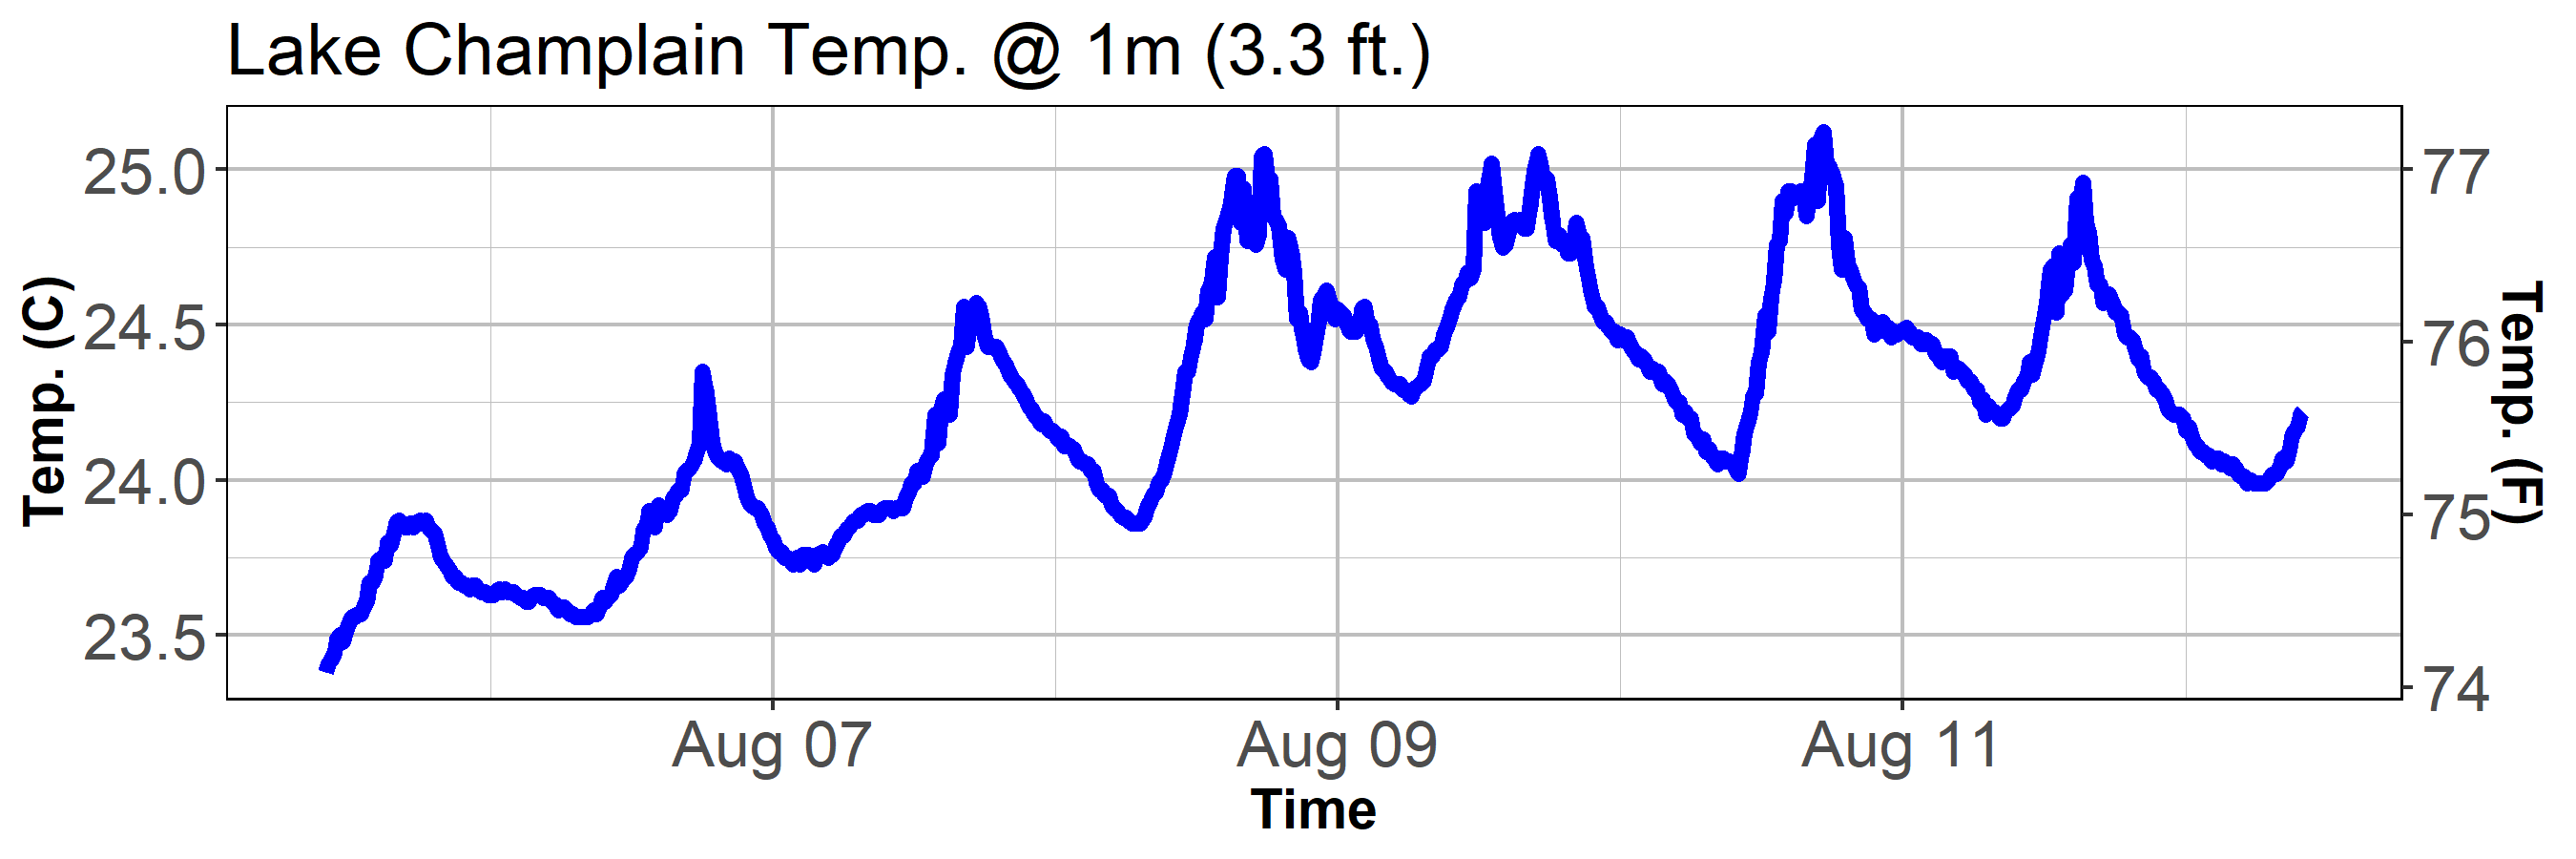 Lake Champlain Temp. @ 1m (3.3 ft.)
Temp. (C)
25.0
24.5
24.0
23.5
77
76
75
74
Temp. (F)
Aug 07
Aug 09
Aug 11
Time